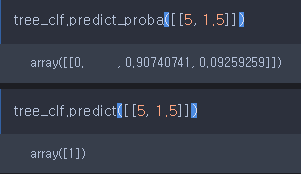 tree_clf.predict_proba([[5, 1.5]])
array([[0.        , 0.90740741, 0.09259259]])
tree_clf.predict([[5, 1.5]])
array([1])